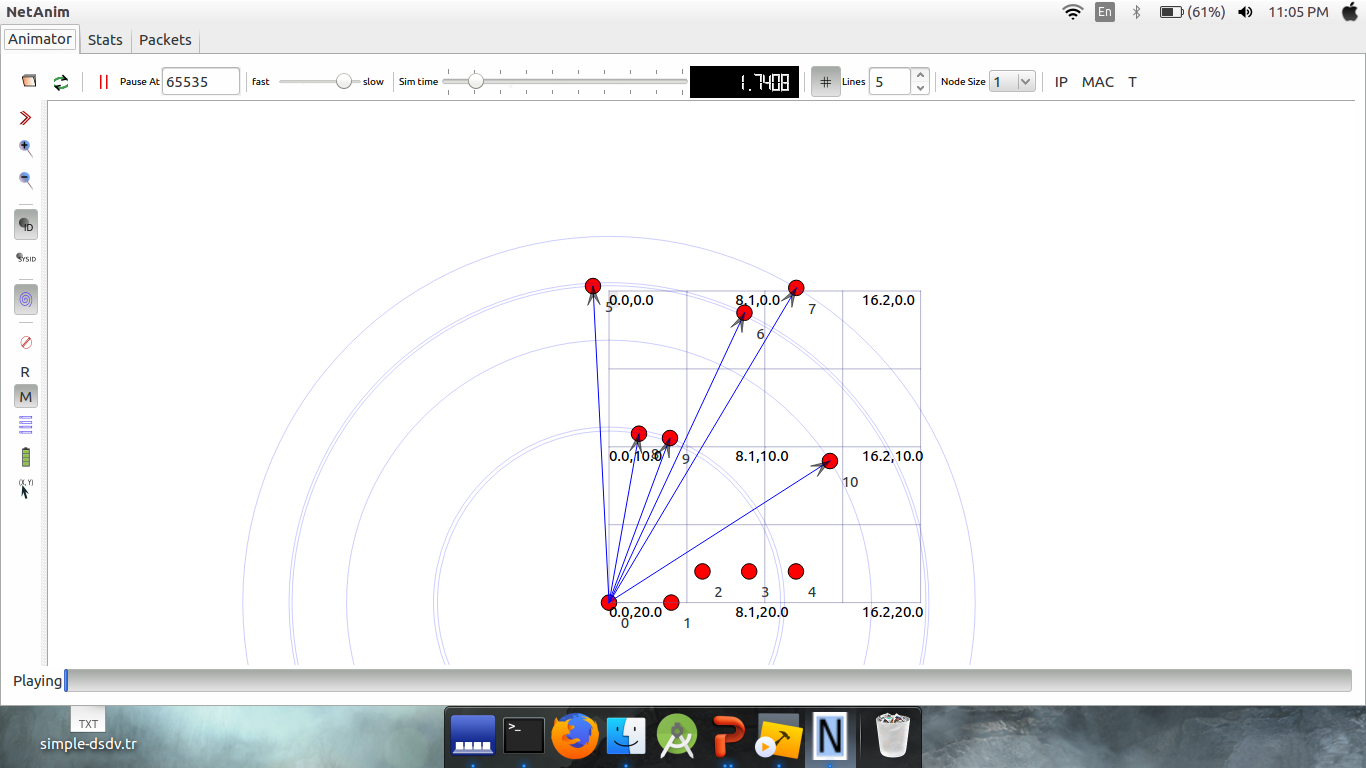 NetAnim En (61%) 11:05 PM
Animator Stats Packets
Pause At 65535 fast slow Sim time 1.7408 # Lines 5 Node Size 1 IP MAC T
ID
SYSID
R
M
(X, Y)
0.0,0.0 8.1,0.0 16.2,0.0
5 7
6
0.0,10.0 8.1,10.0 16.2,10.0
8 9
10
2 3 4
0.0,20.0 8.1,20.0 16.2,20.0
0 1
Playing
TXT
simple-dsdv.tr
>_
P
N